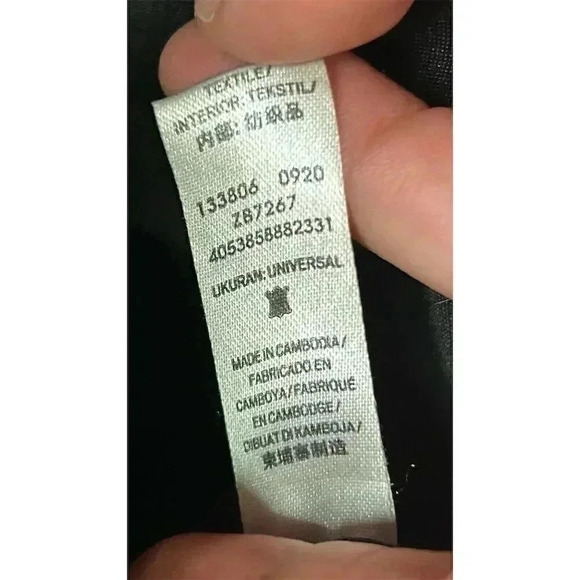 TEXTILE/
INTERIOR: TEKSTIL/
内部: 纺织品
133806 0920
ZB7267
4053858882331
UKURAN: UNIVERSAL
MADE IN CAMBODIA/
FABRICADO EN
CAMBOYA/FABRIQUÉ
EN CAMBODGE/
DIBUAT DI KAMBOJA/
柬埔寨制造